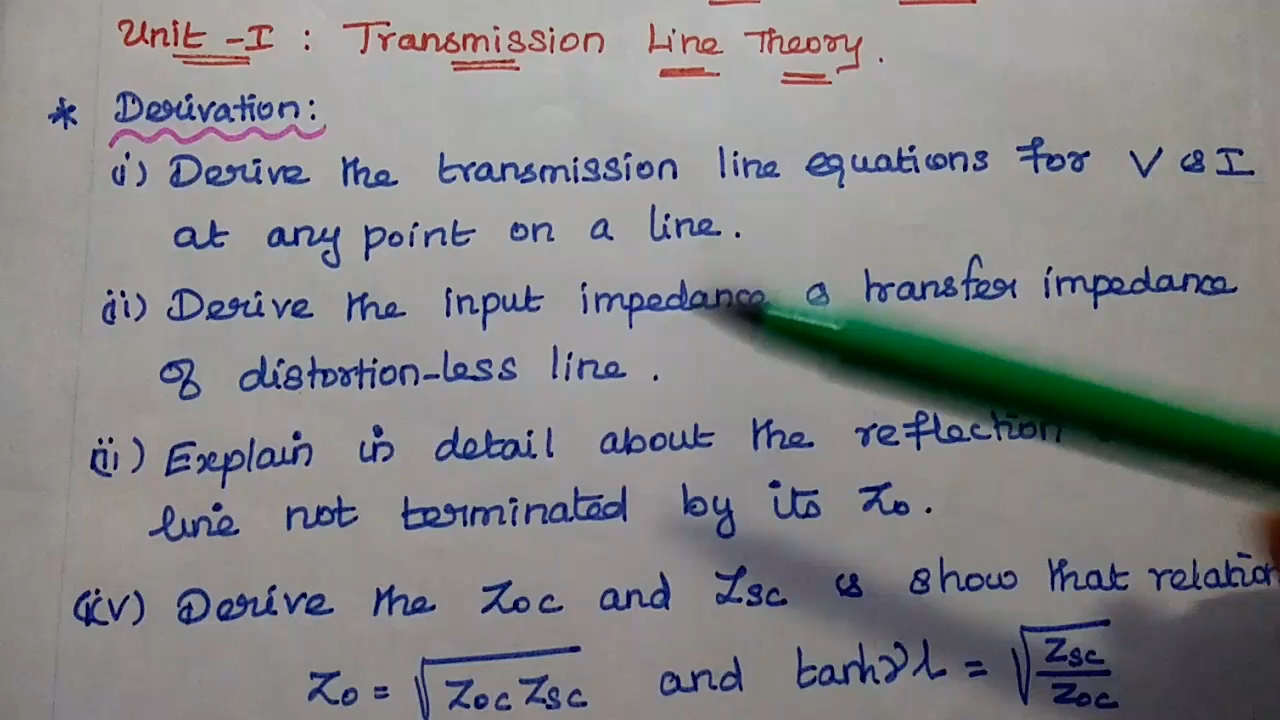 Unit -I : Transmission Line Theory.
* Derivation:
i) Derive the transmission line equations for V & I
at any point on a line.
ii) Derive the input impedance & transfer impedance
of distortion-less line.
iii) Explain in detail about the reflection
line not terminated by its Zo.
(iv) Derive the Zoc and Zsc & show that relation
Zo = √Zoc Zsc and tanhγl = √Zsc/Zoc